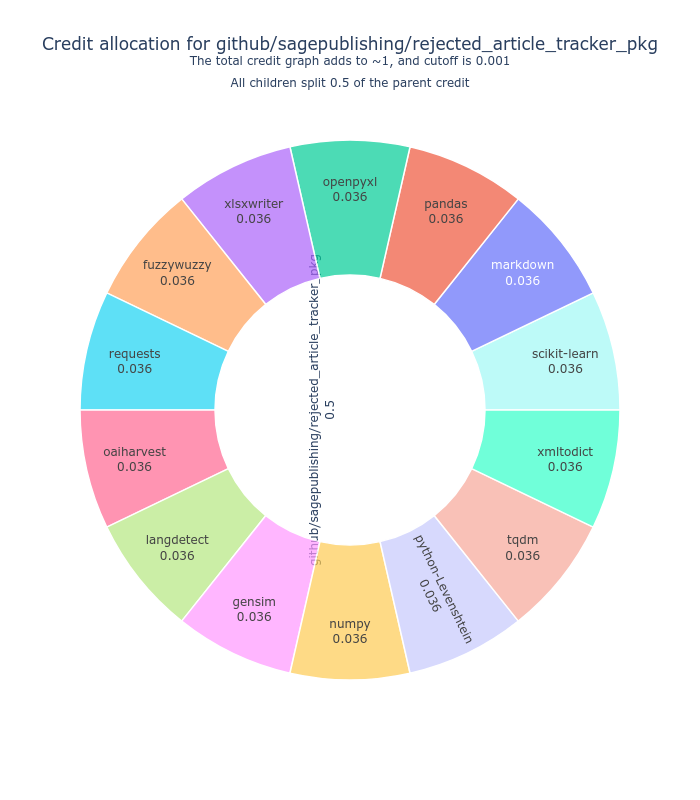 Credit allocation for github/sagepublishing/rejected_article_tracker_pkg
The total credit graph adds to ~1, and cutoff is 0.001
All children split 0.5 of the parent credit
openpyxl
0.036
pandas
0.036
markdown
0.036
scikit-learn
0.036
xmltodict
0.036
tqdm
0.036
python-Levenshtein
0.036
numpy
0.036
gensim
0.036
langdetect
0.036
oaiharvest
0.036
requests
0.036
fuzzywuzzy
0.036
xlsxwriter
0.036
github/sagepublishing/rejected_article_tracker_pkg
0.5